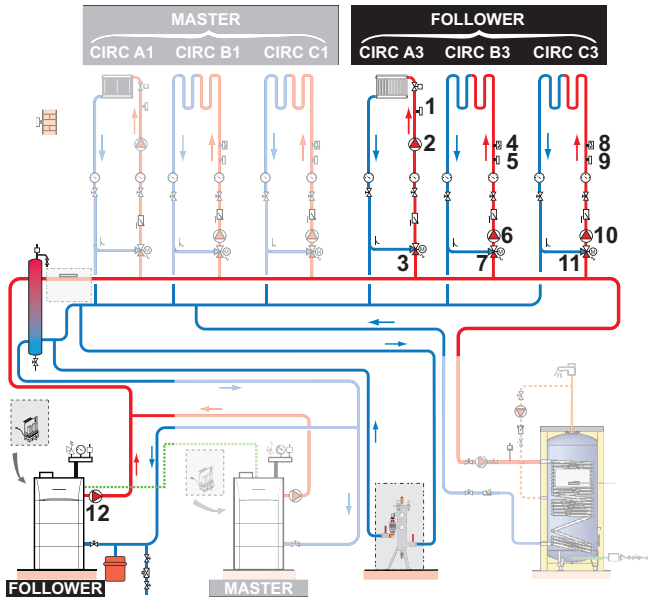 MASTER FOLLOWER
CIRC A1 CIRC B1 CIRC C1 CIRC A3 CIRC B3 CIRC C3
1
2 4 8
5 9
6 10
3 7 11
M M M M M M
12
FOLLOWER MASTER